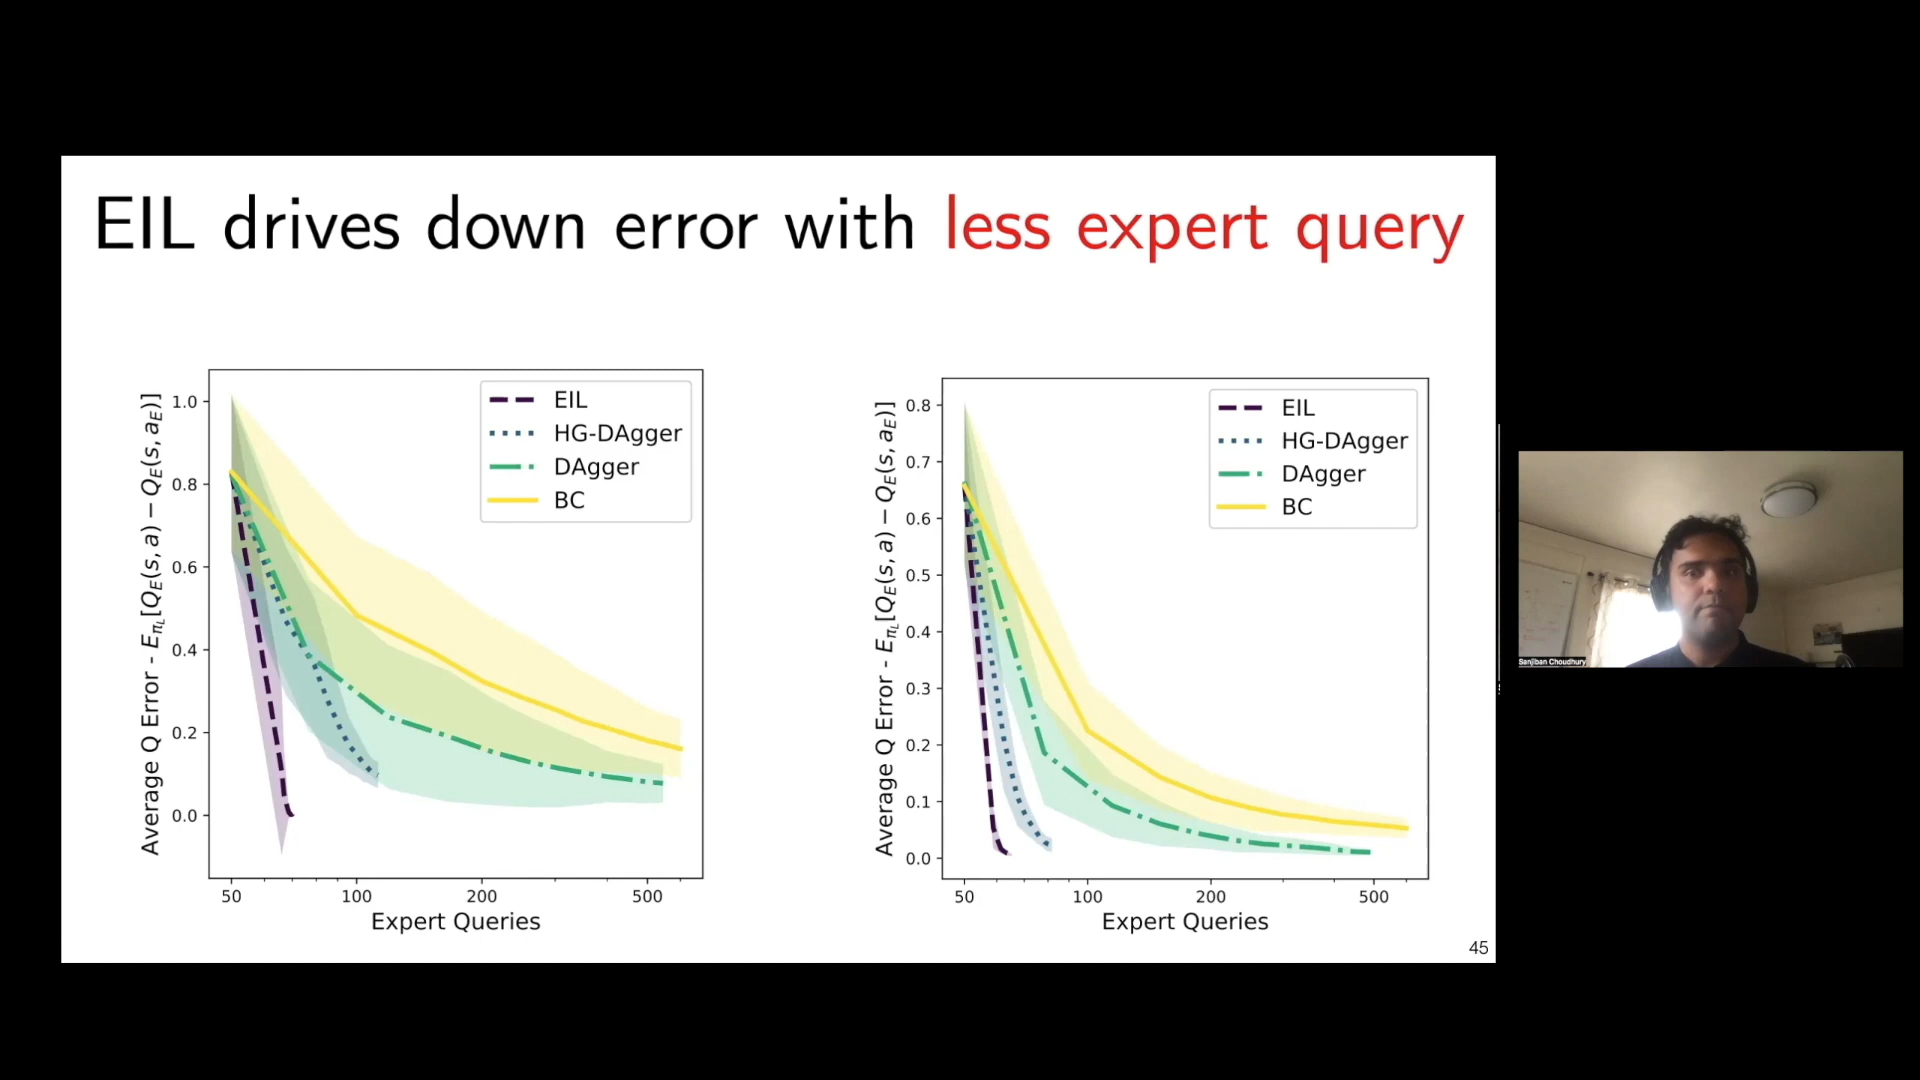 EIL drives down error with less expert query
Average Q Error - E_{π_L}[Q_E(s, a) − Q_E(s, a_E)]
1.0
0.8
0.6
0.4
0.2
0.0
EIL
HG-DAgger
DAgger
BC
50
100
200
500
Expert Queries
Average Q Error - E_{π_L}[Q_E(s, a) − Q_E(s, a_E)]
0.8
0.7
0.6
0.5
0.4
0.3
0.2
0.1
0.0
EIL
HG-DAgger
DAgger
BC
50
100
200
500
Expert Queries
45
Sanjiban Choudhury